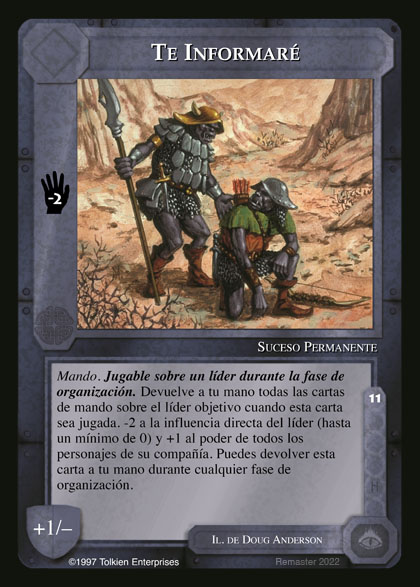 Te Informaré
-2
Suceso Permanente
Mando. Jugable sobre un líder durante la fase de
organización. Devuelve a tu mano todas las cartas
de mando sobre el líder objetivo cuando esta carta
sea jugada. -2 a la influencia directa del líder (hasta
un mínimo de 0) y +1 al poder de todos los
personajes de su compañía. Puedes devolver esta
carta a tu mano durante cualquier fase de
organización.
11
H
+1/–
Il. de Doug Anderson
©1997 Tolkien Enterprises
Remaster 2022